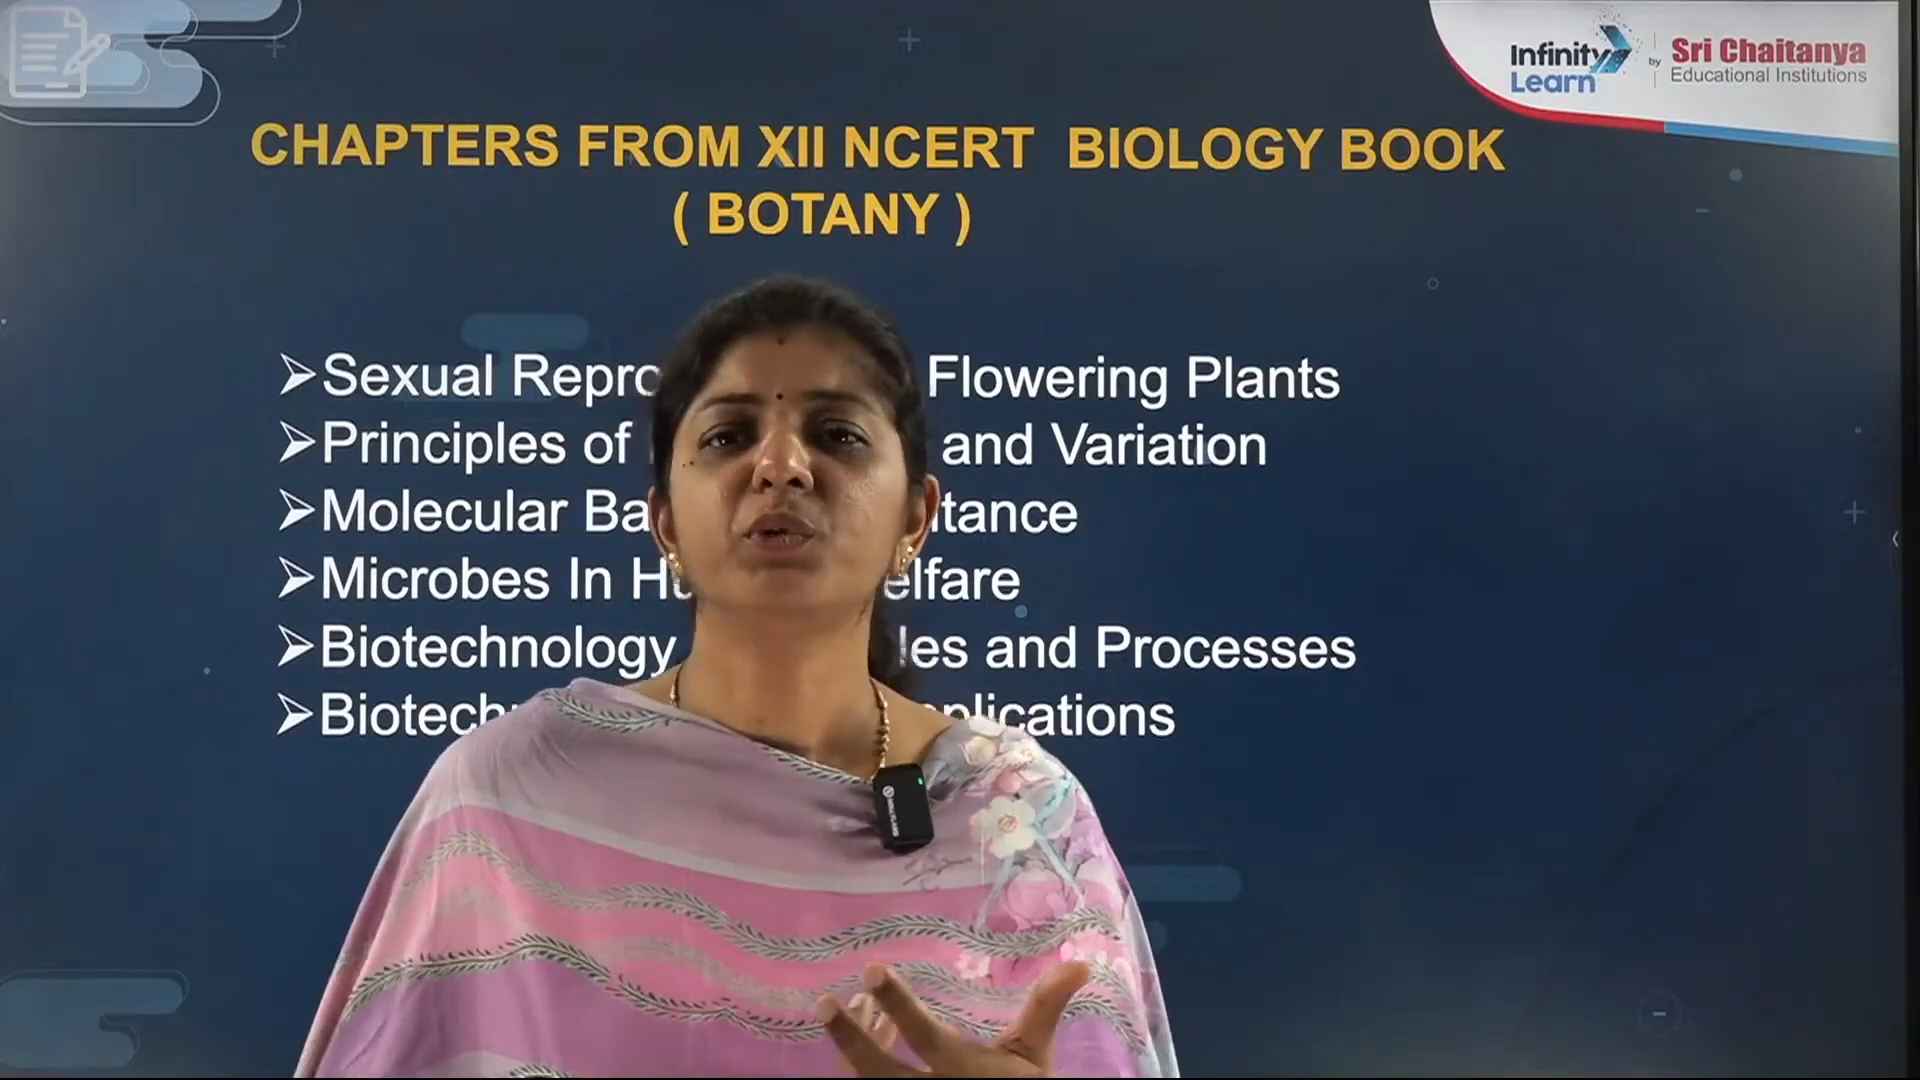 Infinity Learn
by
Sri Chaitanya
Educational Institutions
CHAPTERS FROM XII NCERT BIOLOGY BOOK
( BOTANY )
➢Sexual Repro Flowering Plants
➢Principles of and Variation
➢Molecular Ba itance
➢Microbes In Hu elfare
➢Biotechnology les and Processes
➢Biotech plications